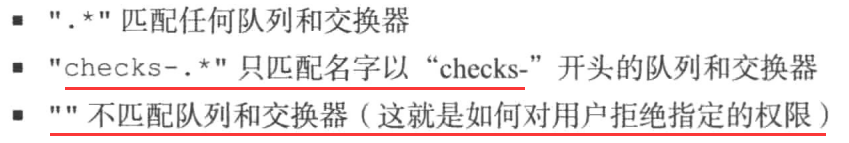 ■ ".*" 匹配任何队列和交换器
■ "checks-.*" 只匹配名字以“checks-”开头的队列和交换器
■ "" 不匹配队列和交换器（这就是如何对用户拒绝指定的权限）